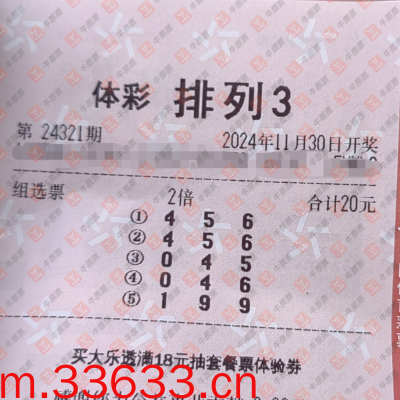 体彩 排列3
第 24321期 2024年11月30日开奖
组选票 2倍 合计20元
① 4 5 6
② 4 5 6
③ 0 4 5
④ 0 4 6
⑤ 1 9 9
买大乐透满18元抽套餐票体验券
m.33633.cn